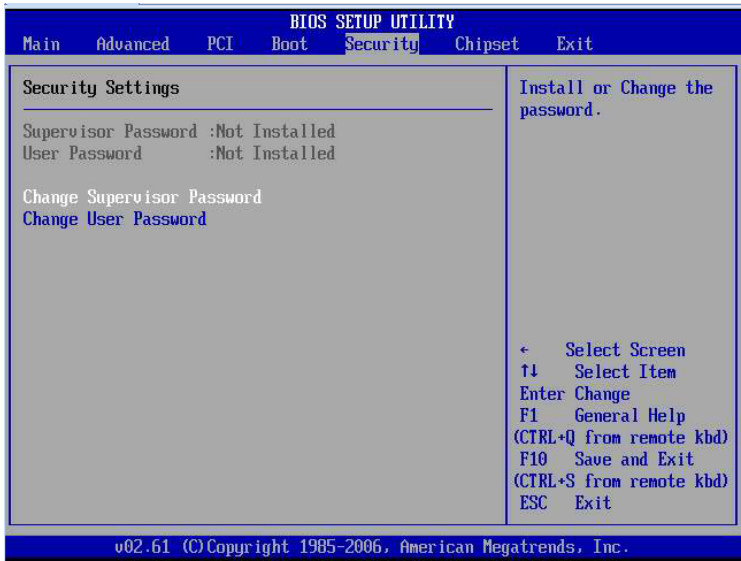 BIOS SETUP UTILITY
Main Advanced PCI Boot Security Chipset Exit
Security Settings
Supervisor Password :Not Installed
User Password :Not Installed
Change Supervisor Password
Change User Password
Install or Change the
password.
← Select Screen
↑↓ Select Item
Enter Change
F1 General Help
(CTRL+Q from remote kbd)
F10 Save and Exit
(CTRL+S from remote kbd)
ESC Exit
v02.61 (C)Copyright 1985-2006, American Megatrends, Inc.